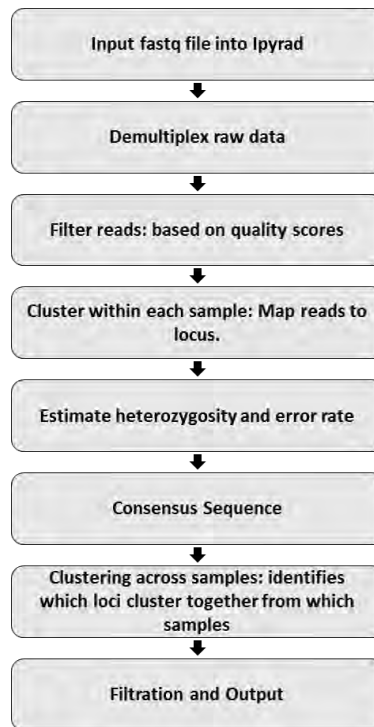 Input fastq file into Ipyrad
Demultiplex raw data
Filter reads: based on quality scores
Cluster within each sample: Map reads to
locus.
Estimate heterozygosity and error rate
Consensus Sequence
Clustering across samples: identifies
which loci cluster together from which
samples
Filtration and Output